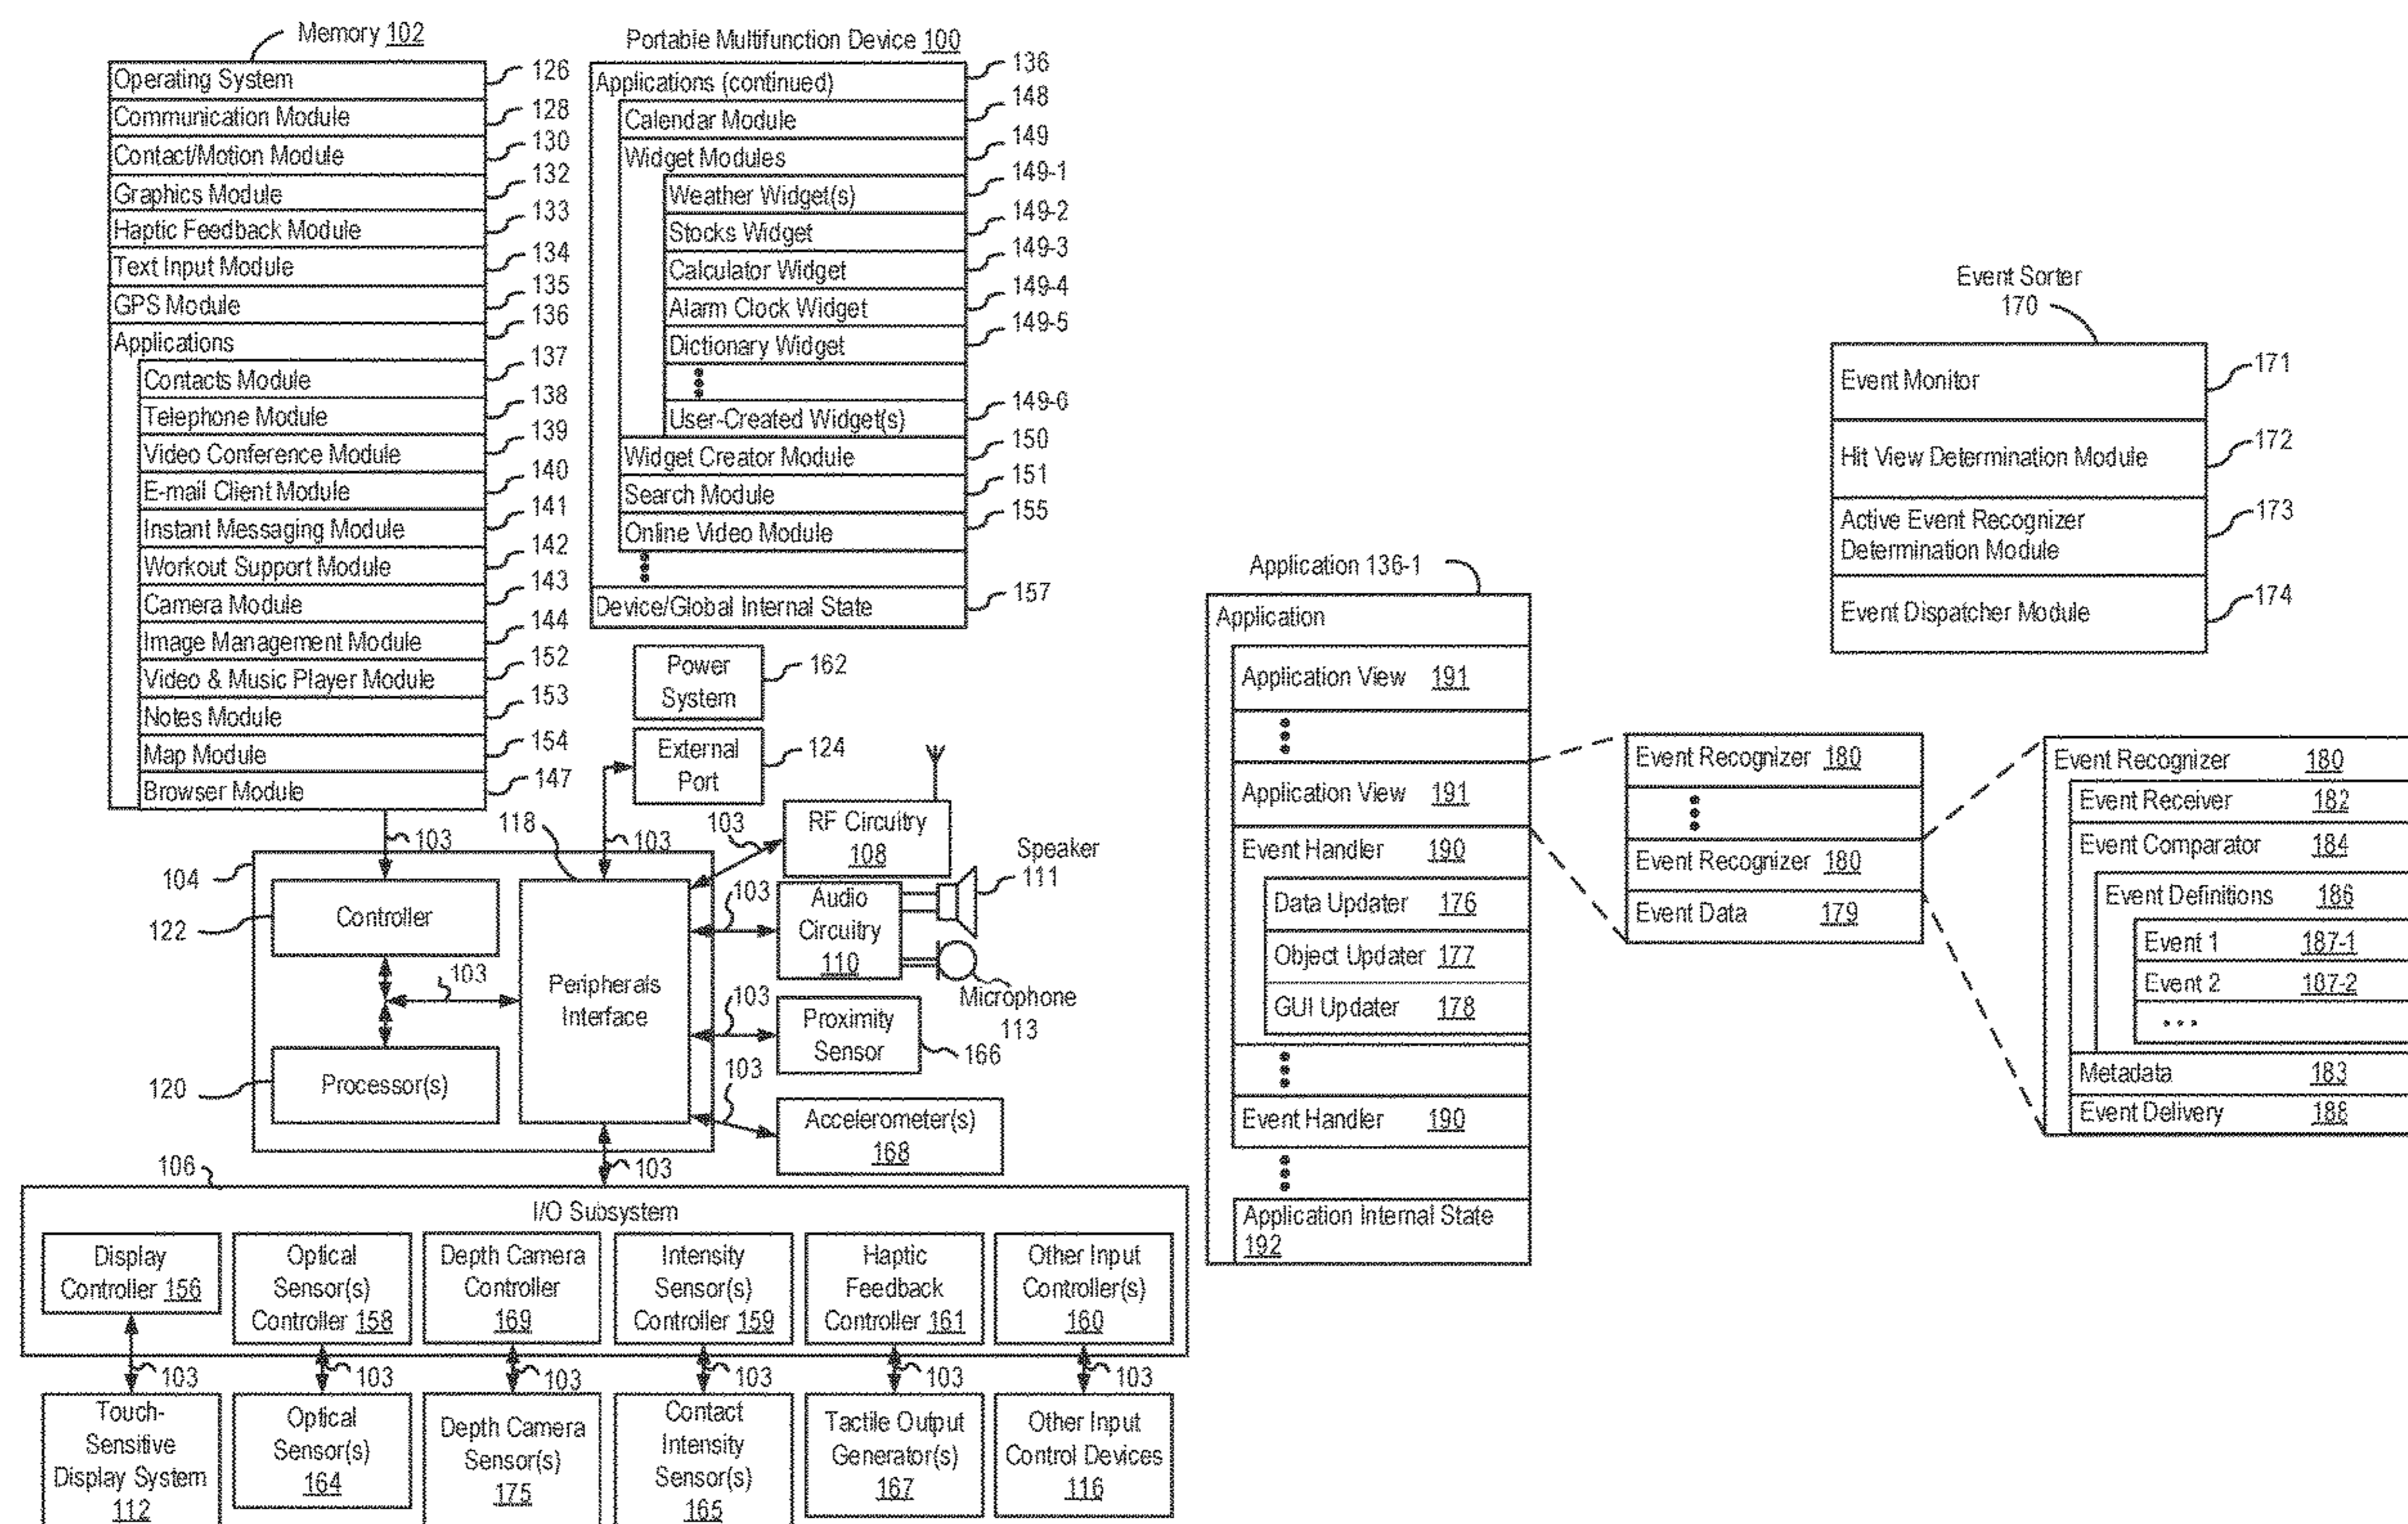 Memory 102
Operating System 126
Communication Module 128
Contact/Motion Module 130
Graphics Module 132
Haptic Feedback Module 133
Text Input Module 134
GPS Module 135
Applications 136
Contacts Module 137
Telephone Module 138
Video Conference Module 139
E-mail Client Module 140
Instant Messaging Module 141
Workout Support Module 142
Camera Module 143
Image Management Module 144
Video & Music Player Module 152
Notes Module 153
Map Module 154
Browser Module 147
Portable Multifunction Device 100
Applications (continued) 136
Calendar Module 148
Widget Modules 149
Weather Widget(s) 149-1
Stocks Widget 149-2
Calculator Widget 149-3
Alarm Clock Widget 149-4
Dictionary Widget 149-5
User-Created Widget(s) 149-6
Widget Creator Module 150
Search Module 151
Online Video Module 155
Device/Global Internal State 157
Power
System
162
External
Port
124
103
118
103
103
RF Circuitry
108
Speaker
111
104
122
Controller
103
Audio
Circuitry
110
Microphone
113
103
Peripherals
Interface
103
Proximity
Sensor
166
120
Processor(s)
103
Accelerometer(s)
168
106
103
I/O Subsystem
Display
Controller 156
Optical
Sensor(s)
Controller 158
Depth Camera
Controller
169
Intensity
Sensor(s)
Controller 159
Haptic
Feedback
Controller 161
Other Input
Controller(s)
160
103
103
103
103
103
103
Touch-
Sensitive
Display System
112
Optical
Sensor(s)
164
Depth Camera
Sensor(s)
175
Contact
Intensity
Sensor(s)
165
Tactile Output
Generator(s)
167
Other Input
Control Devices
116
Application 136-1
Application
Application View 191
Application View 191
Event Handler 190
Data Updater 176
Object Updater 177
GUI Updater 178
Event Handler 190
Application Internal State
192
Event Recognizer 180
Event Recognizer 180
Event Data 179
Event Sorter
170
Event Monitor 171
Hit View Determination Module 172
Active Event Recognizer 173
Determination Module
Event Dispatcher Module 174
Event Recognizer 180
Event Receiver 182
Event Comparator 184
Event Definitions 186
Event 1 187-1
Event 2 187-2
...
Metadata 183
Event Delivery 188